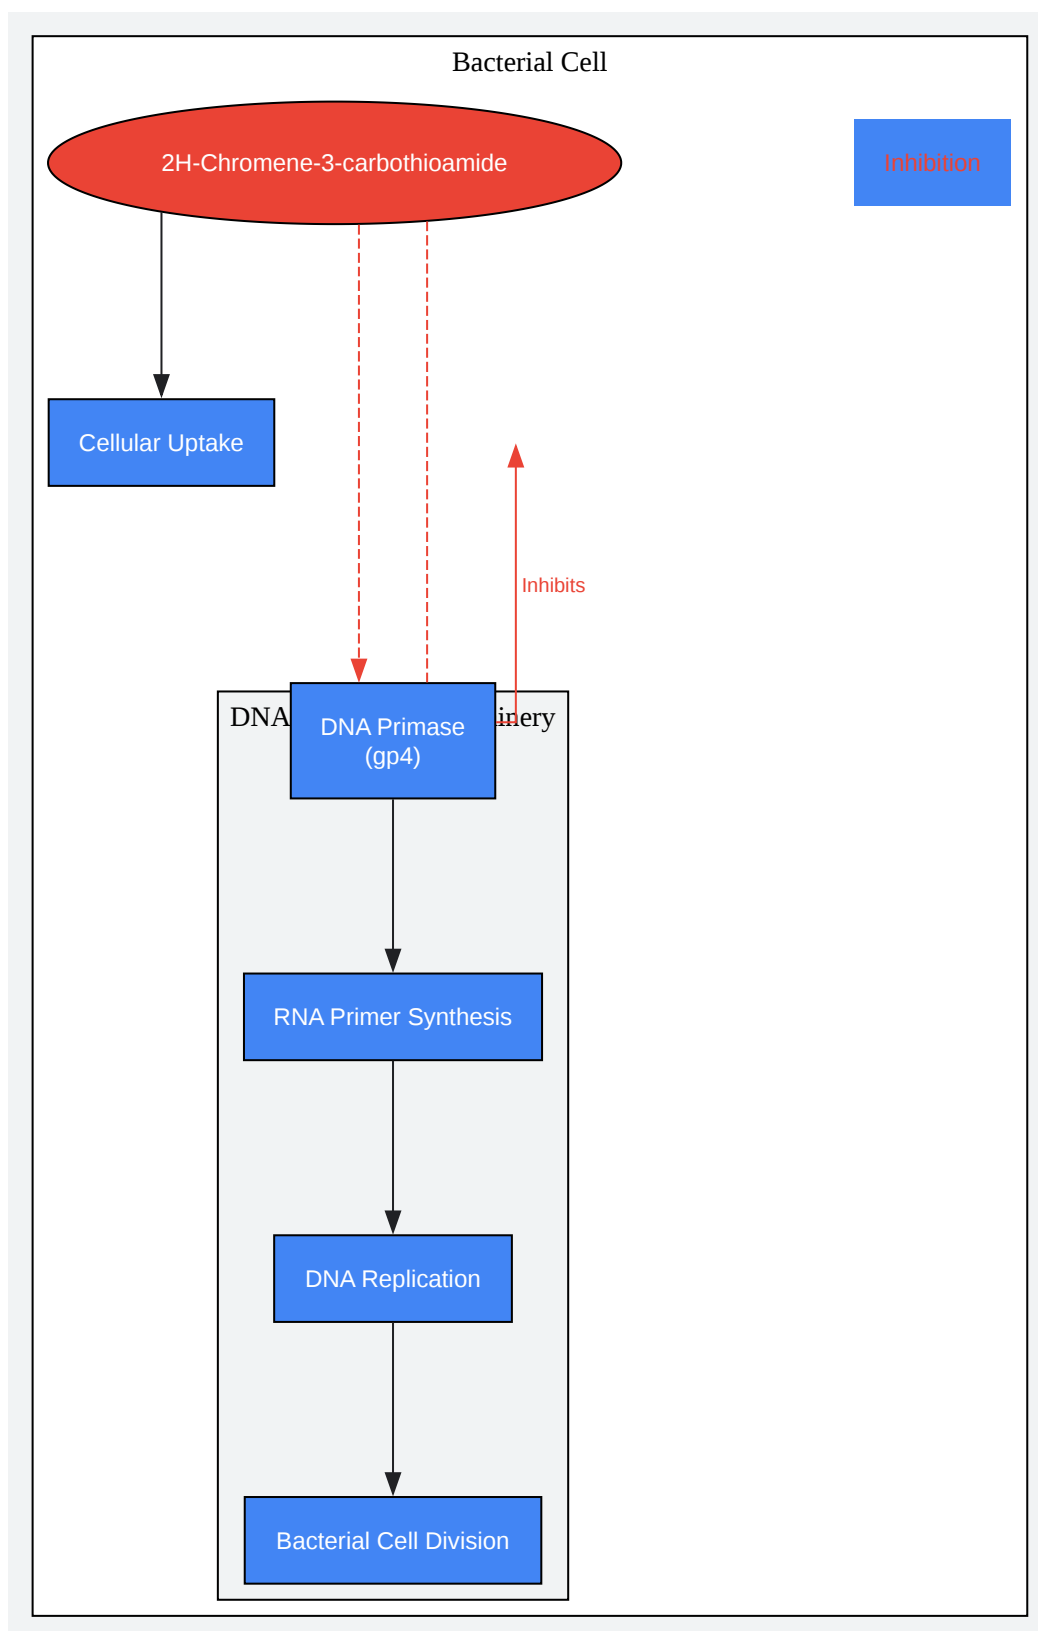 Bacterial Cell
2H-Chromene-3-carbothioamide
Inhibition
Cellular Uptake
Inhibits
DNA inery
DNA Primase
(gp4)
RNA Primer Synthesis
DNA Replication
Bacterial Cell Division